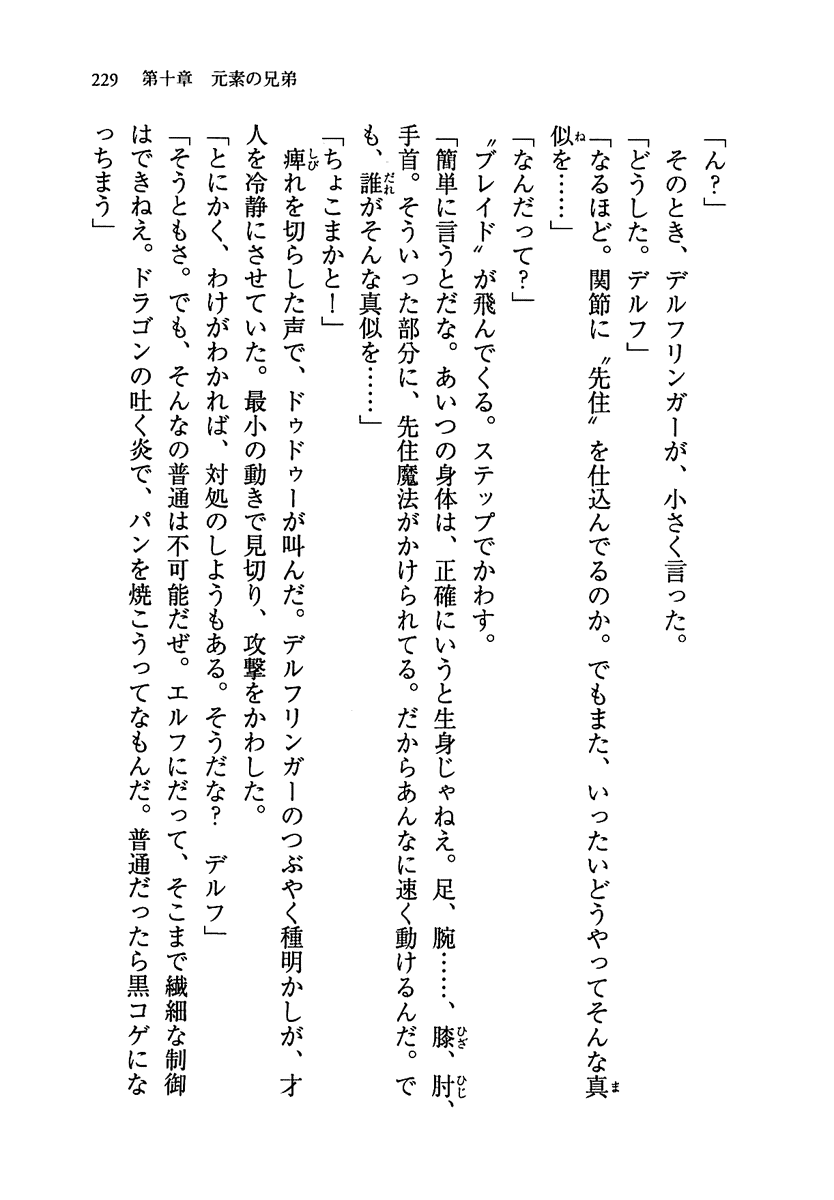 229 第十章 元素の兄弟
「ん?」
そのとき、デルフリンガーが、小さく言った。
「どうした。デルフ」
「なるほど。関節に〝先住〟を仕込んでるのか。でもまた、いったいどうやってそんな真
似を……」
「なんだって?」
〝ブレイド〟が飛んでくる。ステップでかわす。
「簡単に言うとだな。あいつの身体は、正確にいうと生身じゃねえ。足、腕……、膝、肘、
手首。そういった部分に、先住魔法がかけられてる。だからあんなに速く動けるんだ。で
も、誰がそんな真似を……」
「ちょこまかと!」
痺れを切らした声で、ドゥドゥーが叫んだ。デルフリンガーのつぶやく種明かしが、才
人を冷静にさせていた。最小の動きで見切り、攻撃をかわした。
「とにかく、わけがわかれば、対処のしようもある。そうだな? デルフ」
「そうともさ。でも、そんなの普通は不可能だぜ。エルフにだって、そこまで繊細な制御
はできねえ。ドラゴンの吐く炎で、パンを焼こうってなもんだ。普通だったら黒コゲにな
っちまう」